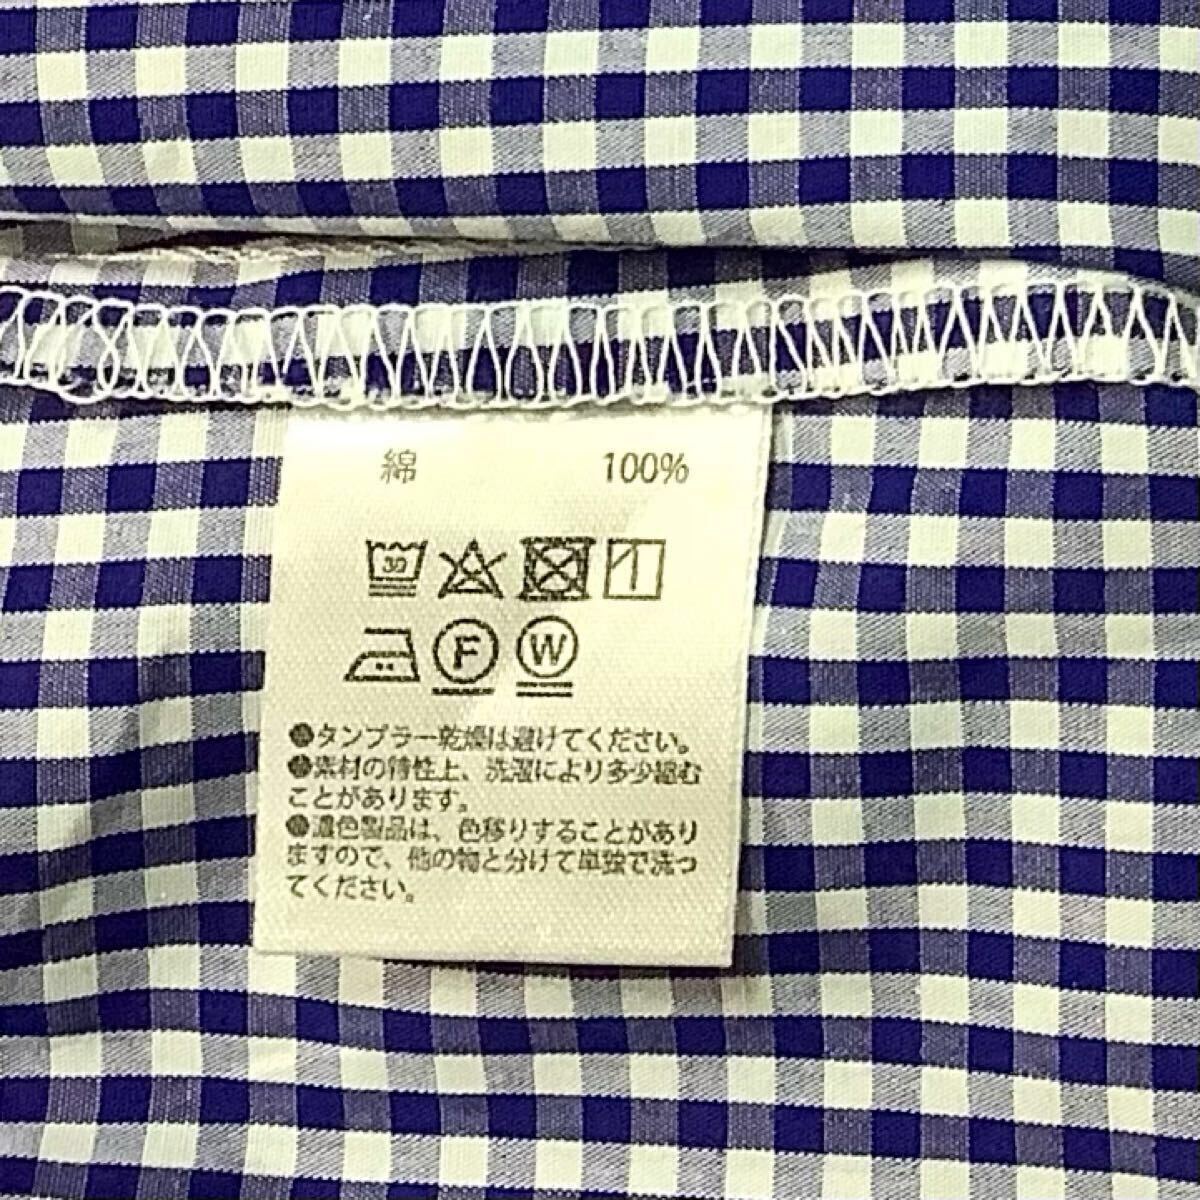 綿 100%
30
F W
●タンブラー乾燥は避けてください。
●素材の特性上、洗濯により多少縮む
ことがあります。
●濃色製品は、色移りすることがあり
ますので、他の物と分けて単独で洗っ
てください。